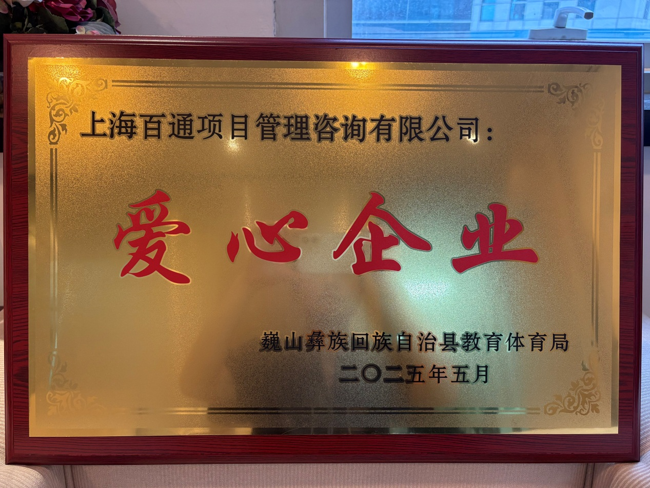 上海百通项目管理咨询有限公司：
爱心企业
巍山彝族回族自治县教育体育局
二〇二五年五月